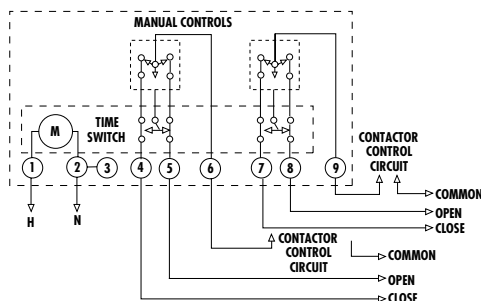 MANUAL CONTROLS
TIME
SWITCH
M
1
2
3
4
5
6
7
8
9
CONTACTOR
CONTROL
CIRCUIT
H
N
COMMON
OPEN
CLOSE
CONTACTOR
CONTROL
CIRCUIT
COMMON
OPEN
CLOSE